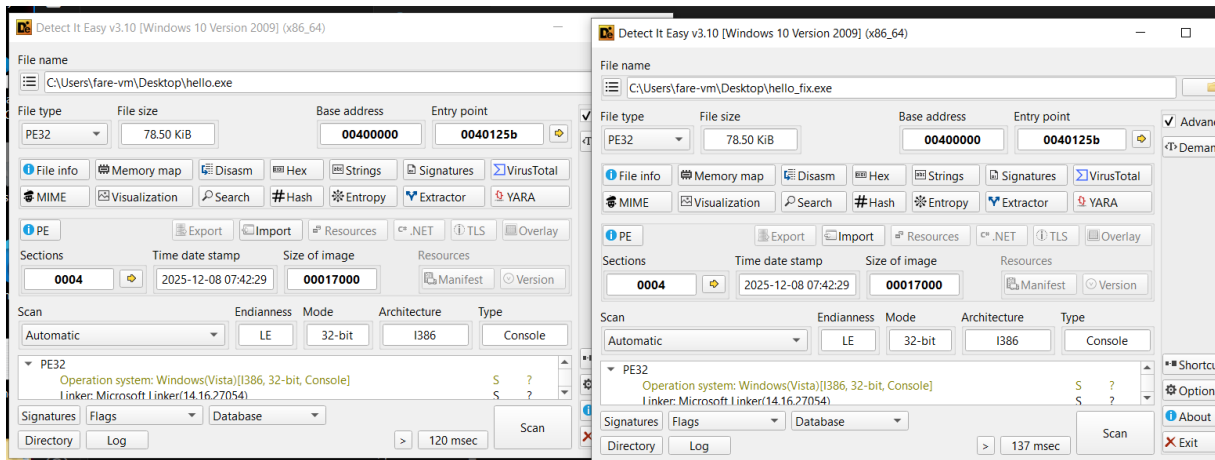 Detect It Easy v3.10 [Windows 10 Version 2009] (x86_64)
File name
C:\Users\fare-vm\Desktop\hello.exe
File type File size Base address Entry point
PE32 78.50 KiB 00400000 0040125b
File info Memory map Disasm Hex Strings Signatures VirusTotal
MIME Visualization Search Hash Entropy Extractor YARA
PE Export Import Resources .NET TLS Overlay
Sections Time date stamp Size of image Resources
0004 2025-12-08 07:42:29 00017000 Manifest Version
Scan Endianness Mode Architecture Type
Automatic LE 32-bit I386 Console
PE32
Operation system: Windows(Vista)[I386, 32-bit, Console] S ?
Linker: Microsoft Linker(14.16.27054) S ?
Signatures Flags Database Scan
Directory Log > 120 msec
Detect It Easy v3.10 [Windows 10 Version 2009] (x86_64)
File name
C:\Users\fare-vm\Desktop\hello_fix.exe
File type File size Base address Entry point
PE32 78.50 KiB 00400000 0040125b Advanc
File info Memory map Disasm Hex Strings Signatures VirusTotal Deman
MIME Visualization Search Hash Entropy Extractor YARA
PE Export Import Resources .NET TLS Overlay
Sections Time date stamp Size of image Resources
0004 2025-12-08 07:42:29 00017000 Manifest Version
Scan Endianness Mode Architecture Type
Automatic LE 32-bit I386 Console
PE32 Shortcu
Operation system: Windows(Vista)[I386, 32-bit, Console] S ?
Linker: Microsoft Linker(14.16.27054) S ? Option
Signatures Flags Database Scan About
Directory Log > 137 msec Exit